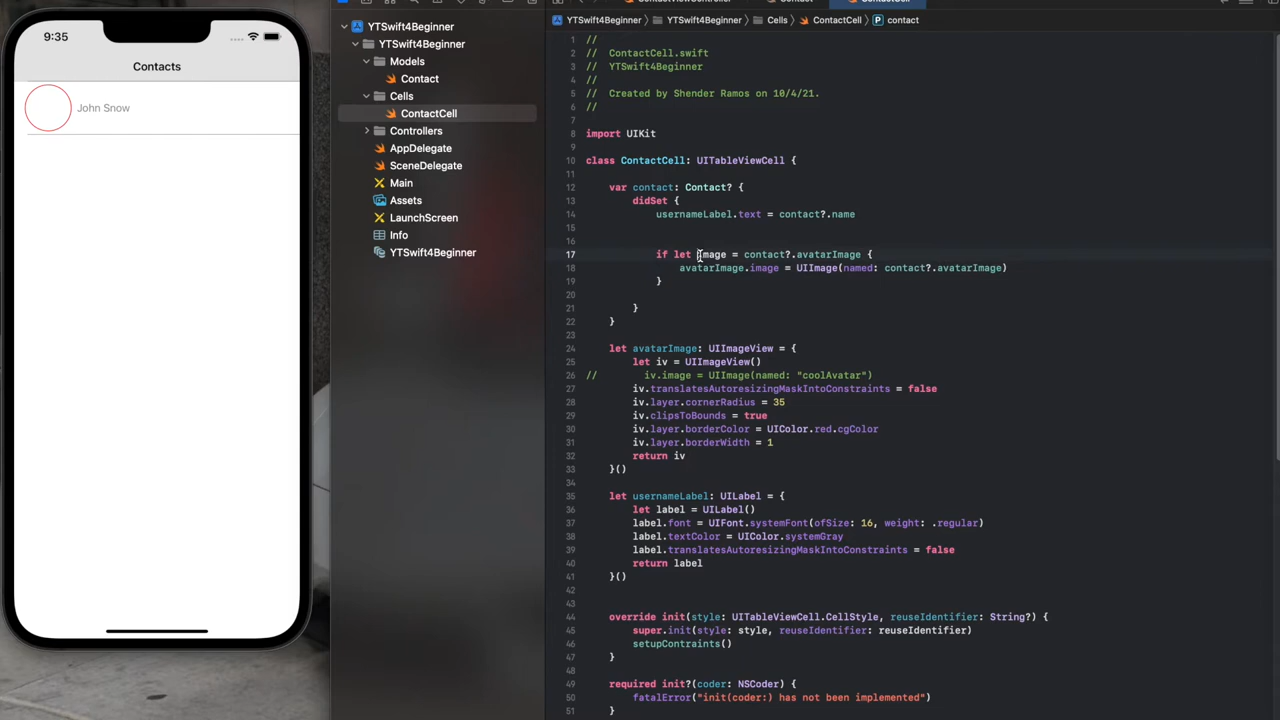 9:35
Contacts
John Snow
YTSwift4Beginner
YTSwift4Beginner
Models
Contact
Cells
ContactCell
Controllers
AppDelegate
SceneDelegate
Main
Assets
LaunchScreen
Info
YTSwift4Beginner
YTSwift4Beginner YTSwift4Beginner Cells ContactCell P contact
1 //
2 // ContactCell.swift
3 // YTSwift4Beginner
4 //
5 // Created by Shender Ramos on 10/4/21.
6 //
7
8 import UIKit
9
10 class ContactCell: UITableViewCell {
11
12 var contact: Contact? {
13 didSet {
14 usernameLabel.text = contact?.name
15
16
17 if let image = contact?.avatarImage {
18 avatarImage.image = UIImage(named: contact?.avatarImage)
19 }
20
21 }
22 }
23
24 let avatarImage: UIImageView = {
25 let iv = UIImageView()
26 // iv.image = UIImage(named: "coolAvatar")
27 iv.translatesAutoresizingMaskIntoConstraints = false
28 iv.layer.cornerRadius = 35
29 iv.clipsToBounds = true
30 iv.layer.borderColor = UIColor.red.cgColor
31 iv.layer.borderWidth = 1
32 return iv
33 }()
34
35 let usernameLabel: UILabel = {
36 let label = UILabel()
37 label.font = UIFont.systemFont(ofSize: 16, weight: .regular)
38 label.textColor = UIColor.systemGray
39 label.translatesAutoresizingMaskIntoConstraints = false
40 return label
41 }()
42
43
44 override init(style: UITableViewCell.CellStyle, reuseIdentifier: String?) {
45 super.init(style: style, reuseIdentifier: reuseIdentifier)
46 setupContraints()
47 }
48
49 required init?(coder: NSCoder) {
50 fatalError("init(coder:) has not been implemented")
51 }